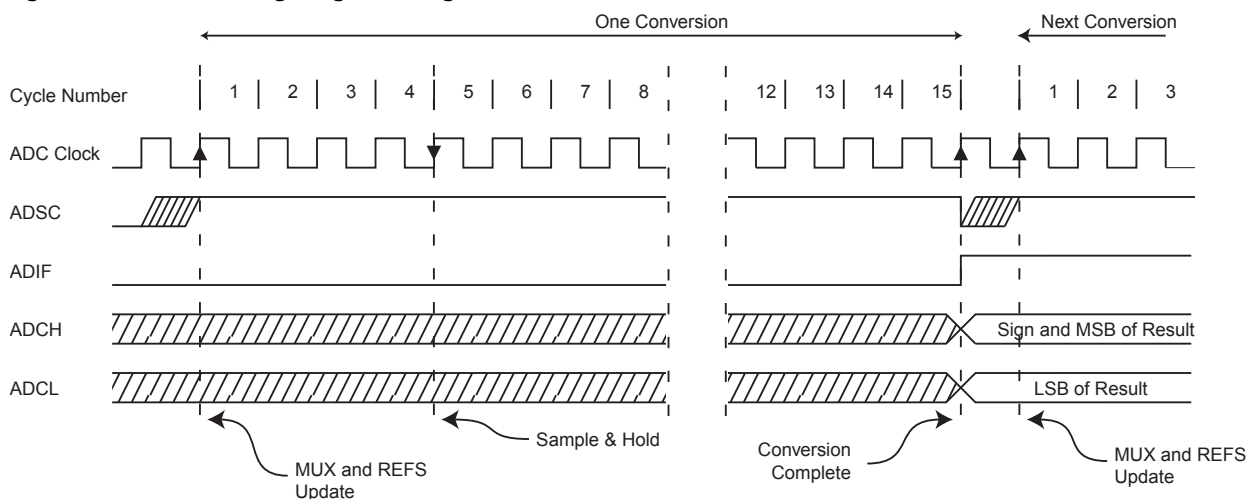 One Conversion
Next Conversion
Cycle Number 1 2 3 4 5 6 7 8 12 13 14 15 1 2 3
ADC Clock
ADSC
ADIF
ADCH
Sign and MSB of Result
ADCL
LSB of Result
MUX and REFS
Update
Sample & Hold
Conversion
Complete
MUX and REFS
Update